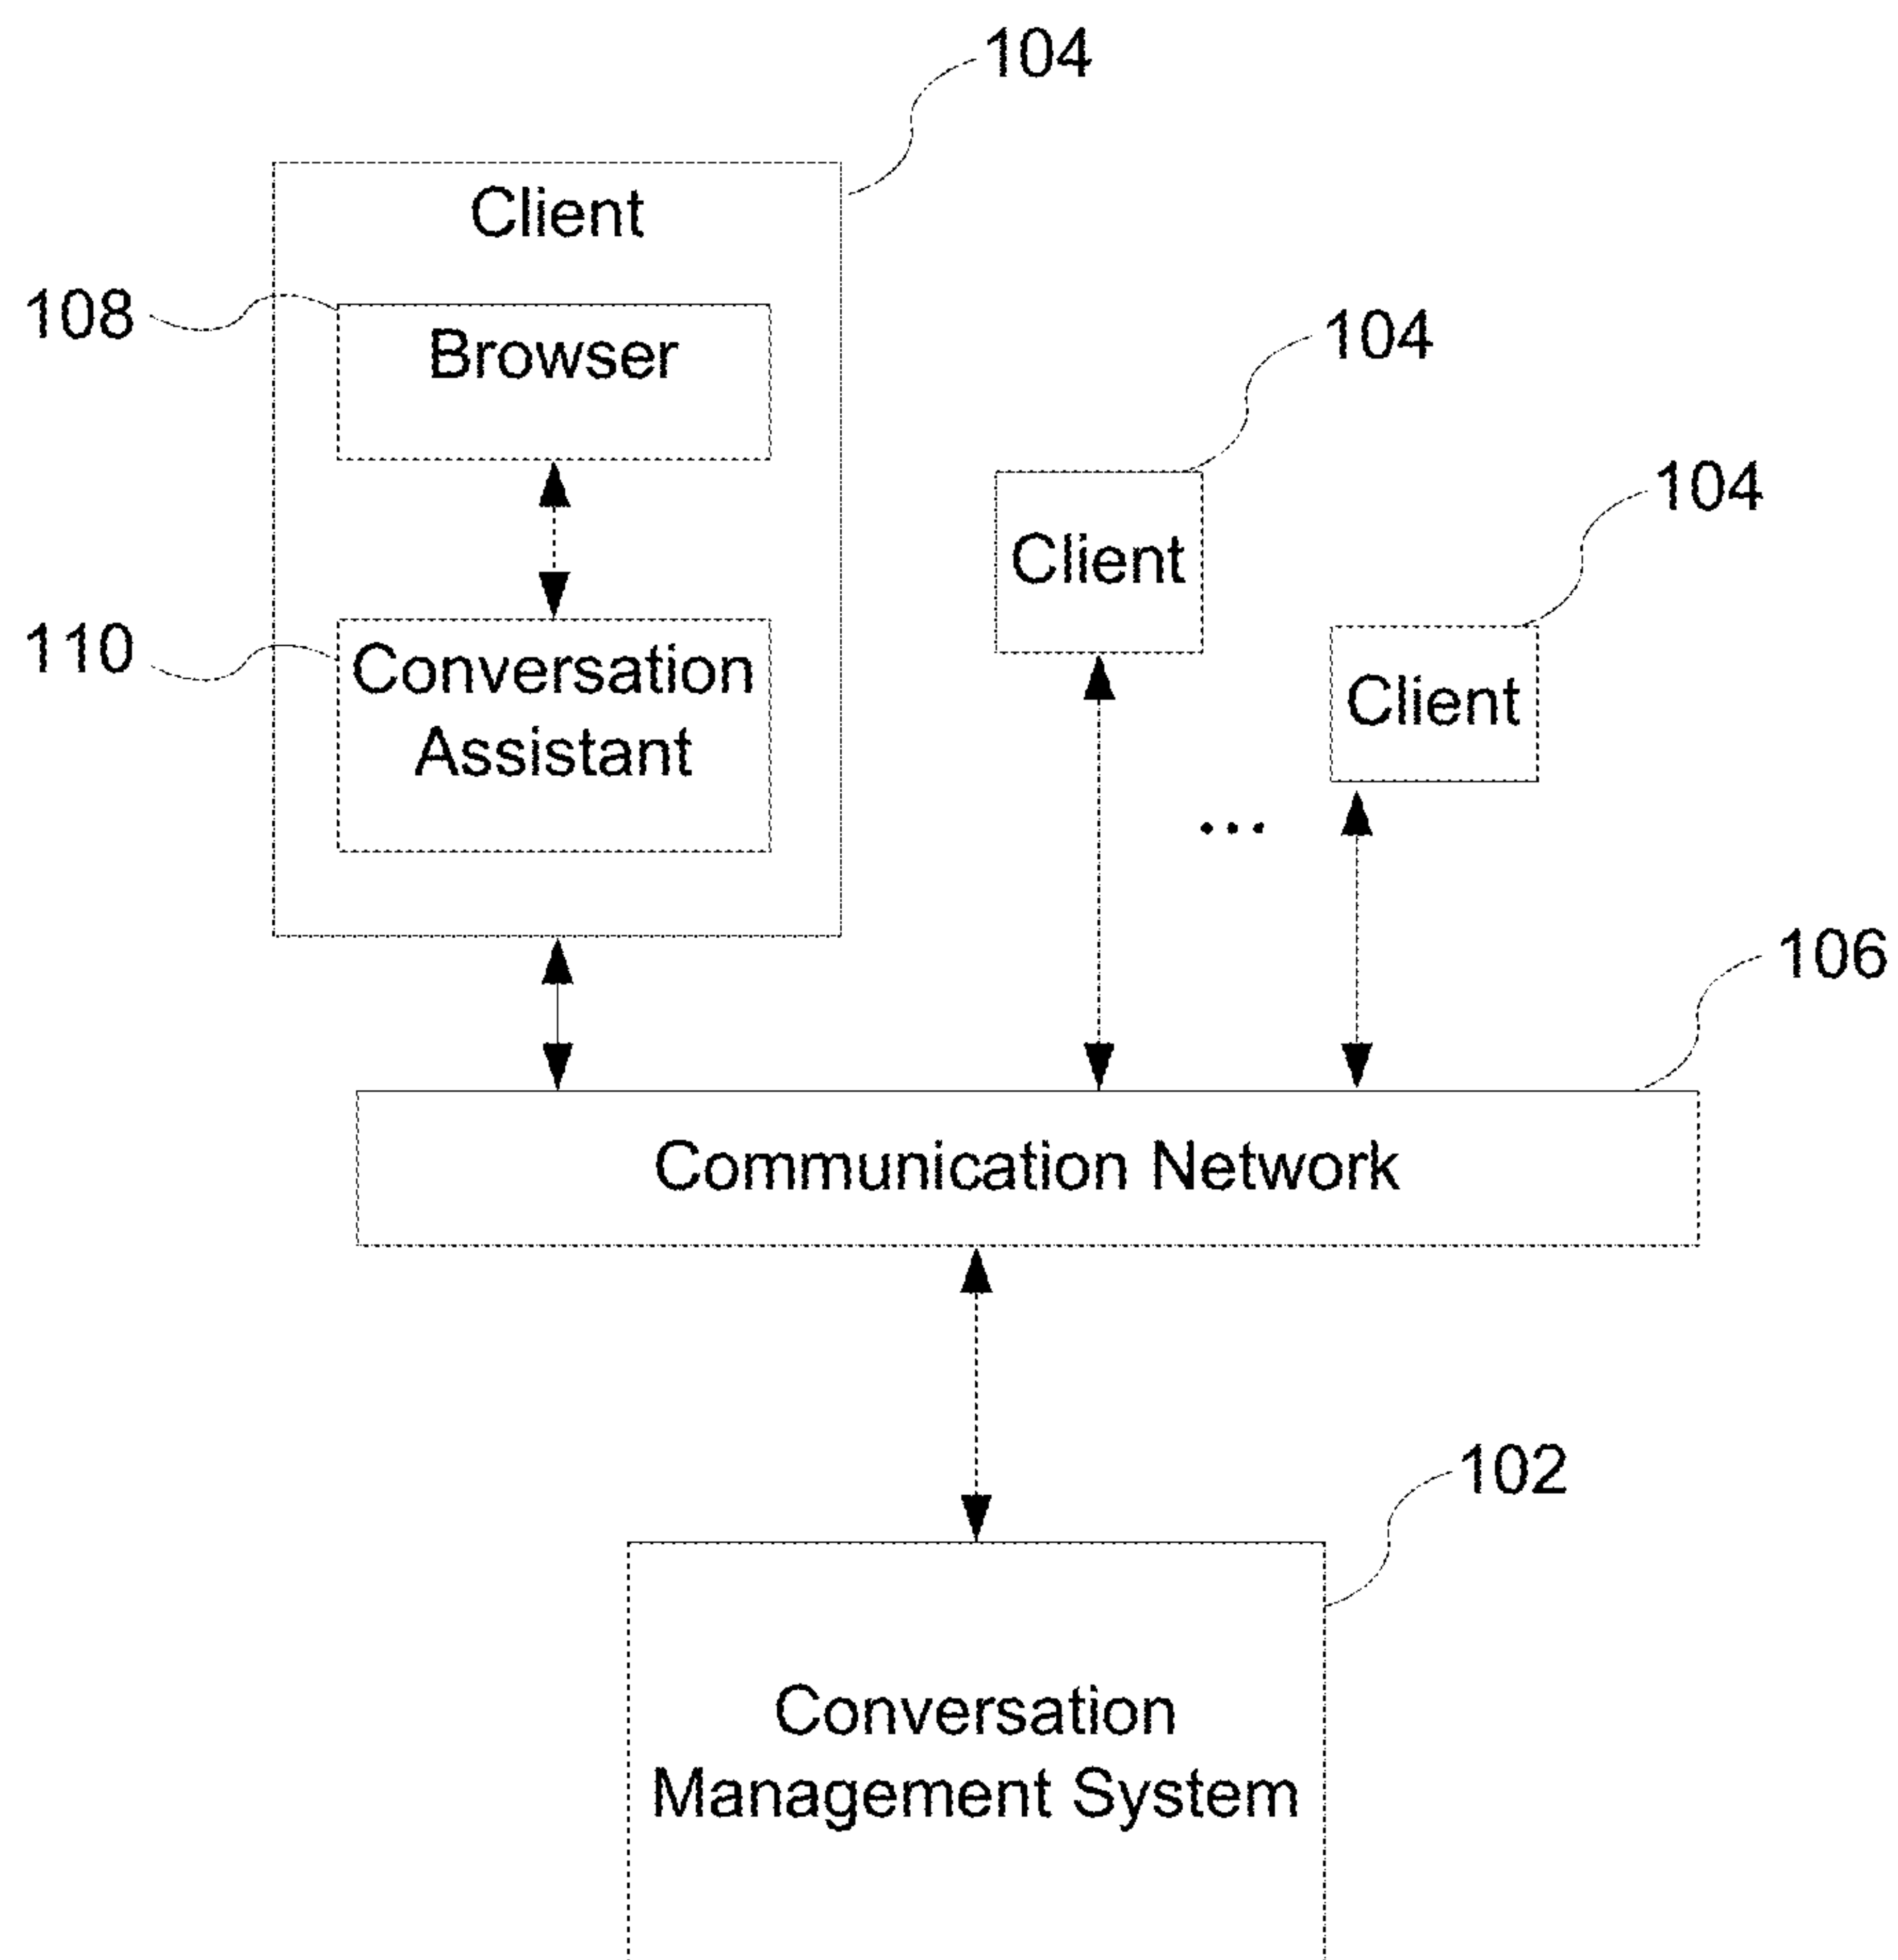 104
Client
108
Browser
104
104
Client
110
Conversation
Assistant
Client
...
106
Communication Network
102
Conversation
Management System